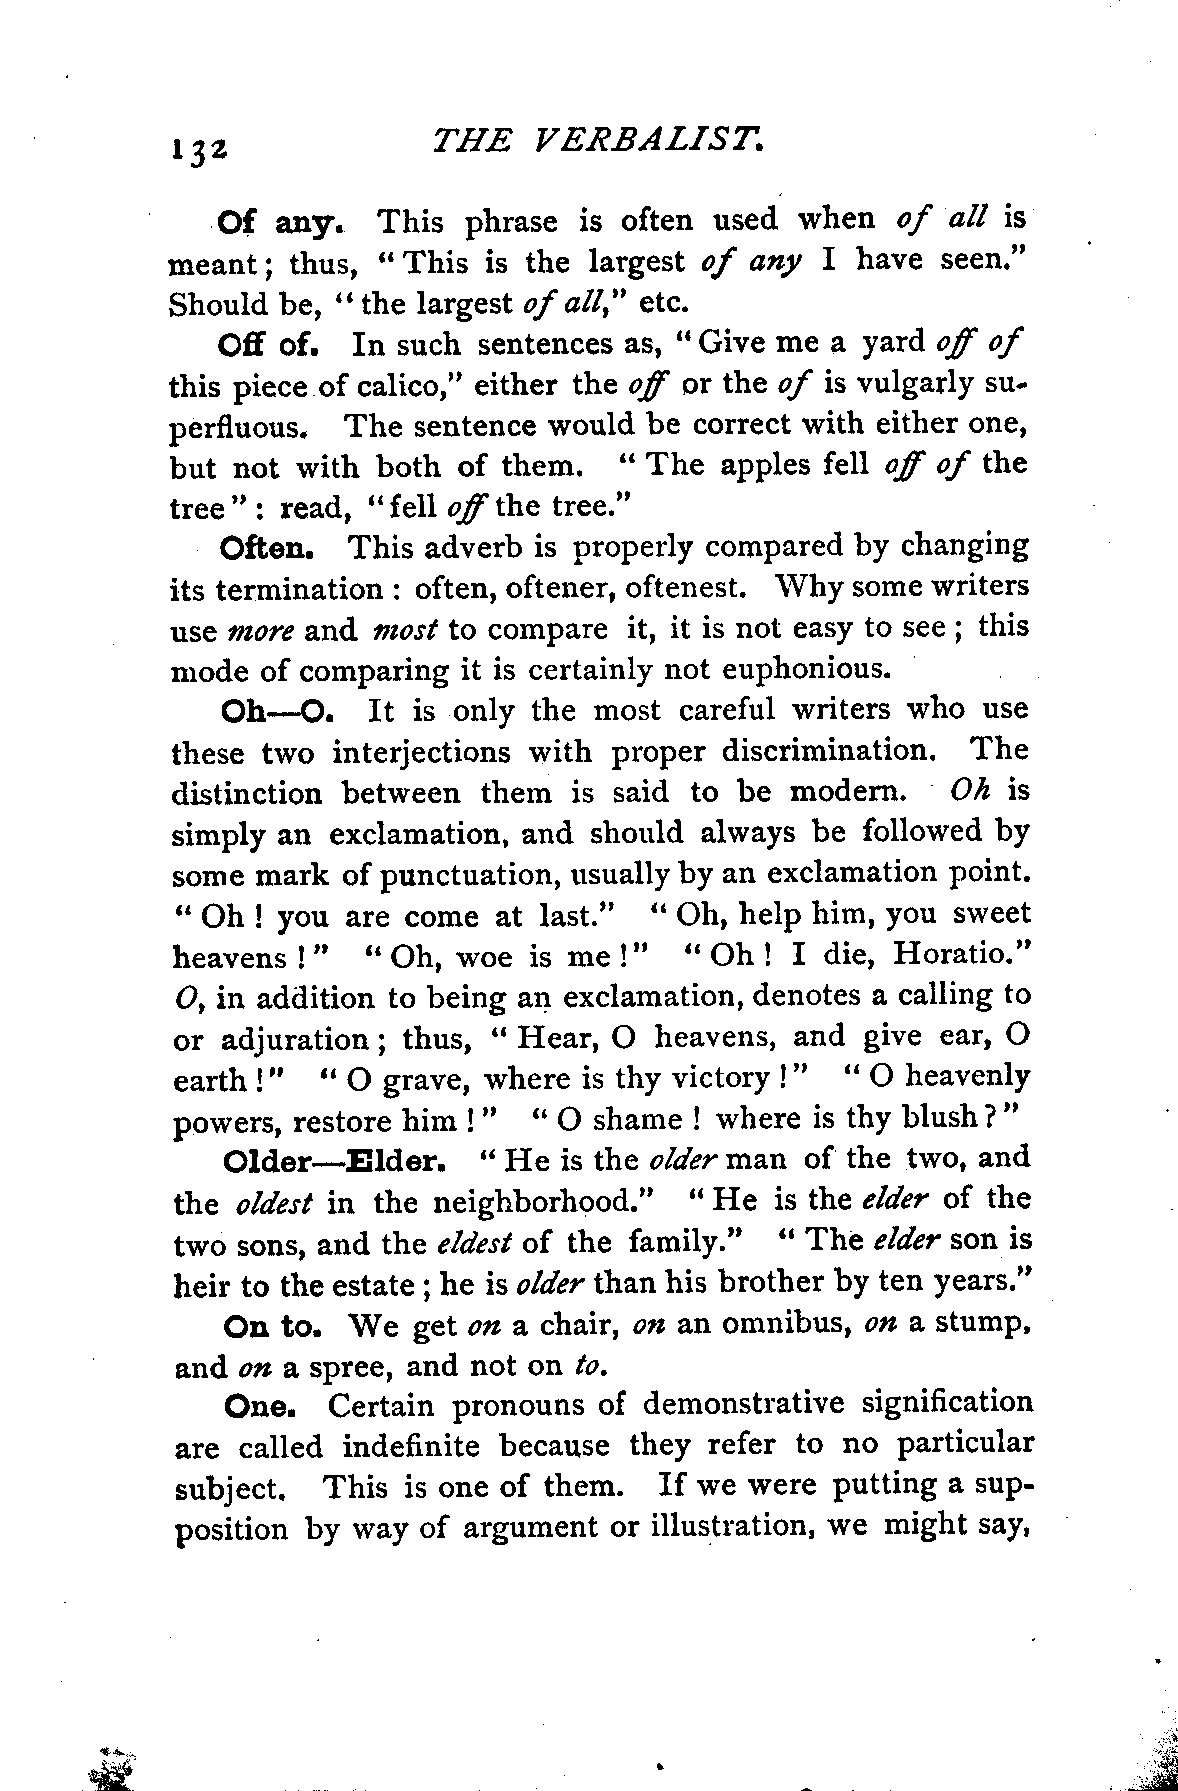 132 THE VERBALIST.
Of any. This phrase is often used when of all is
meant; thus, "This is the largest of any I have seen."
Should be, "the largest of all," etc.
Off of. In such sentences as, "Give me a yard off of
this piece of calico," either the off or the of is vulgarly su-
perfluous. The sentence would be correct with either one,
but not with both of them. "The apples fell off of the
tree": read, "fell off the tree."
Often. This adverb is properly compared by changing
its termination: often, oftener, oftenest. Why some writers
use more and most to compare it, it is not easy to see; this
mode of comparing it is certainly not euphonious.
Oh—O. It is only the most careful writers who use
these two interjections with proper discrimination. The
distinction between them is said to be modern. Oh is
simply an exclamation, and should always be followed by
some mark of punctuation, usually by an exclamation point.
"Oh! you are come at last." "Oh, help him, you sweet
heavens!" "Oh, woe is me!" "Oh! I die, Horatio."
O, in addition to being an exclamation, denotes a calling to
or adjuration; thus, "Hear, O heavens, and give ear, O
earth!" "O grave, where is thy victory!" "O heavenly
powers, restore him!" "O shame! where is thy blush?"
Older—Elder. "He is the older man of the two, and
the oldest in the neighborhood." "He is the elder of the
two sons, and the eldest of the family." "The elder son is
heir to the estate; he is older than his brother by ten years."
On to. We get on a chair, on an omnibus, on a stump,
and on a spree, and not on to.
One. Certain pronouns of demonstrative signification
are called indefinite because they refer to no particular
subject. This is one of them. If we were putting a sup-
position by way of argument or illustration, we might say,